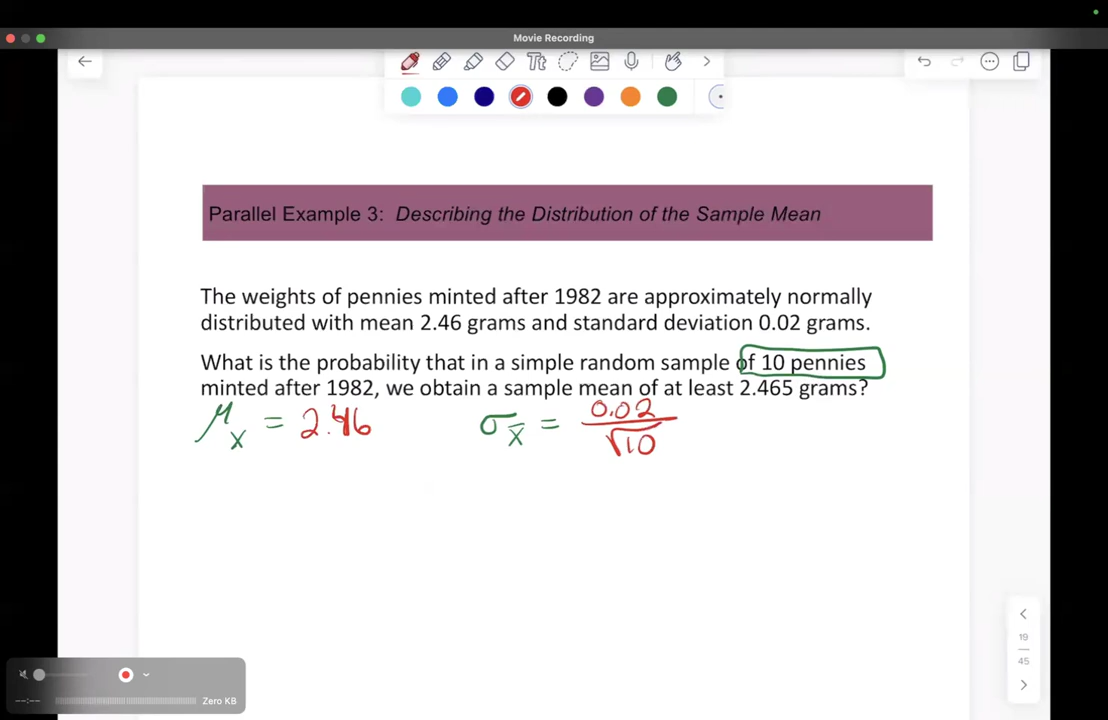 Movie Recording
Tt
Parallel Example 3: Describing the Distribution of the Sample Mean
The weights of pennies minted after 1982 are approximately normally
distributed with mean 2.46 grams and standard deviation 0.02 grams.
What is the probability that in a simple random sample of 10 pennies
minted after 1982, we obtain a sample mean of at least 2.465 grams?
μx = 2.46 σx̄ = 0.02/√10
19
45
--:--
Zero KB